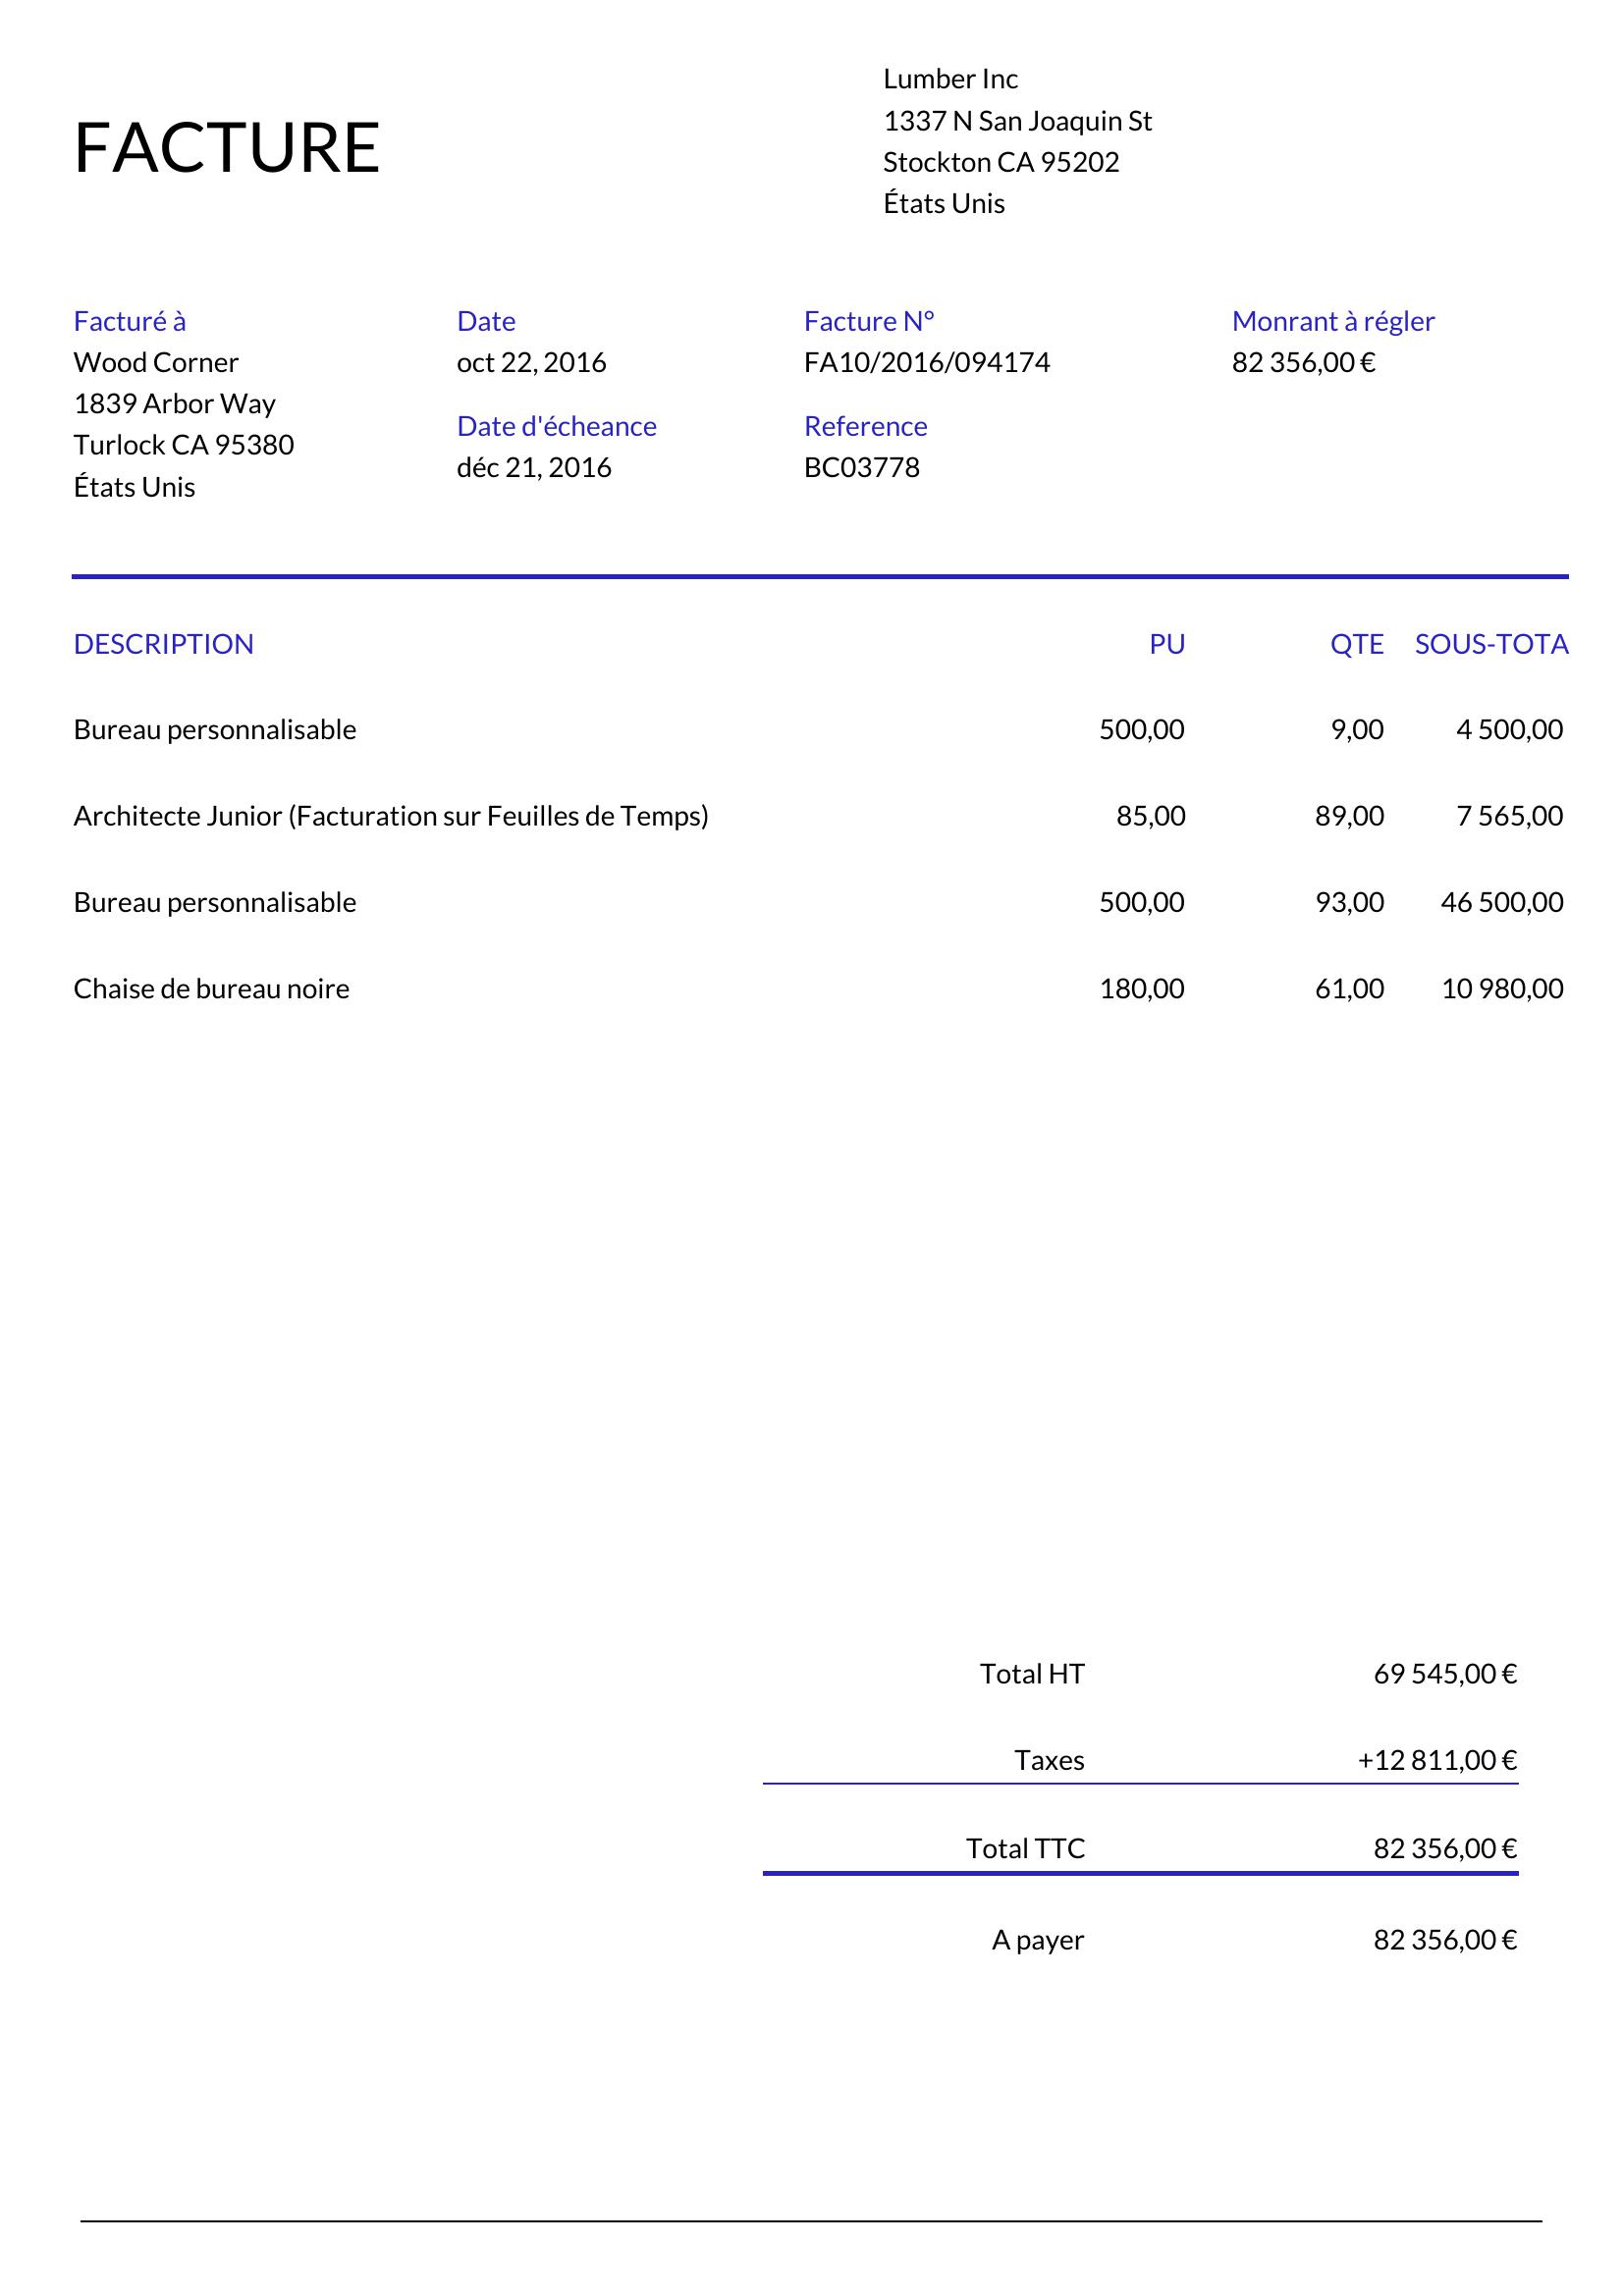 Lumber Inc
1337 N San Joaquin St
Stockton CA 95202
États Unis
FACTURE
Facturé à
Wood Corner
1839 Arbor Way
Turlock CA 95380
États Unis
Date
oct 22, 2016
Date d'écheance
déc 21, 2016
Facture N°
FA10/2016/094174
Reference
BC03778
Monrant à régler
82 356,00 €
DESCRIPTION PU QTE SOUS-TOTA
Bureau personnalisable 500,00 9,00 4 500,00
Architecte Junior (Facturation sur Feuilles de Temps) 85,00 89,00 7 565,00
Bureau personnalisable 500,00 93,00 46 500,00
Chaise de bureau noire 180,00 61,00 10 980,00
Total HT 69 545,00 €
Taxes +12 811,00 €
Total TTC 82 356,00 €
A payer 82 356,00 €